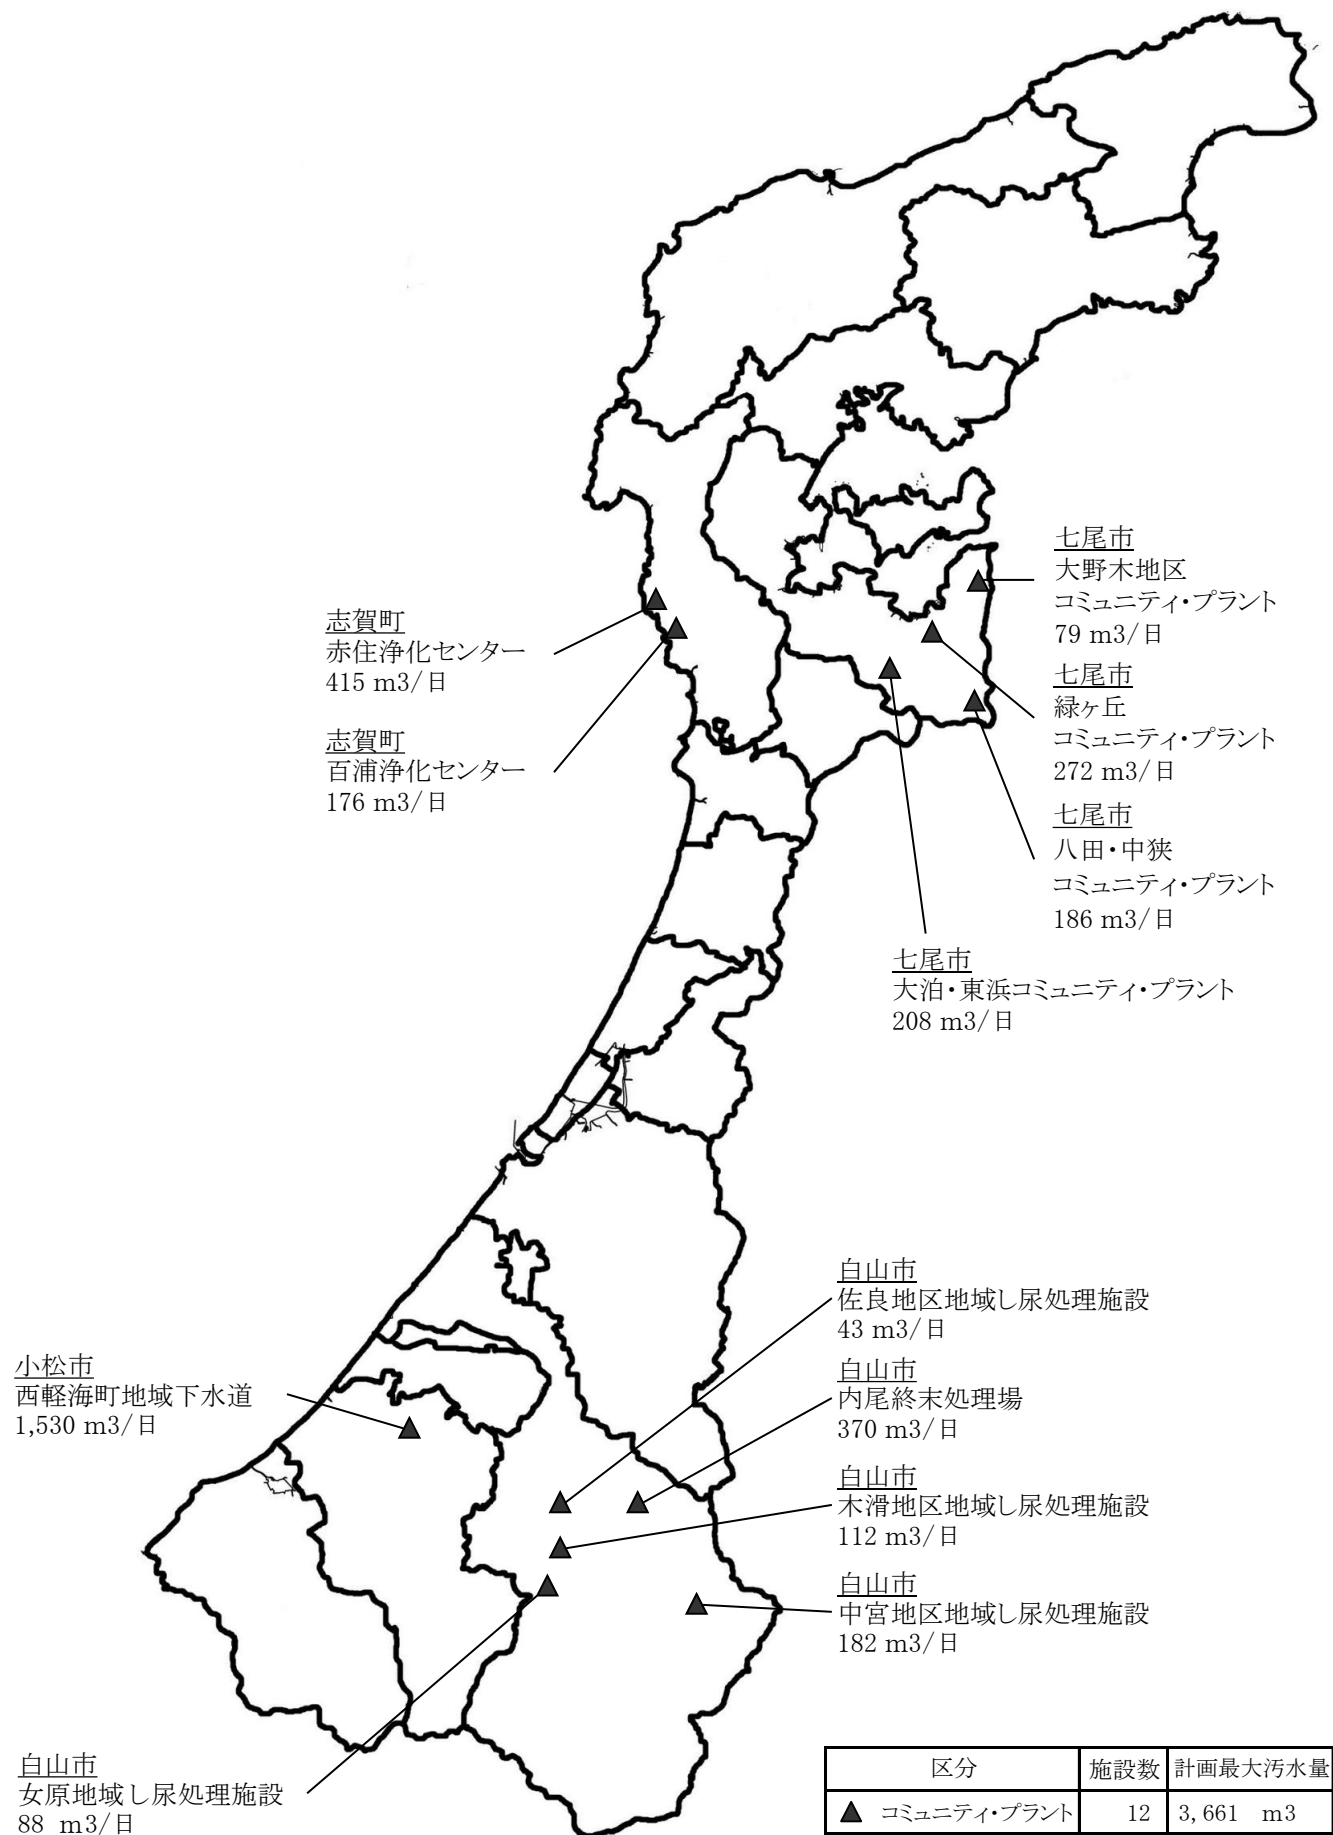 七尾市
大野木地区
コミュニティ・プラント
79 m3/日
七尾市
緑ヶ丘
コミュニティ・プラント
272 m3/日
七尾市
八田・中狭
コミュニティ・プラント
186 m3/日
七尾市
大泊・東浜コミュニティ・プラント
208 m3/日
志賀町
赤住浄化センター
415 m3/日
志賀町
百浦浄化センター
176 m3/日
白山市
佐良地区地域し尿処理施設
43 m3/日
白山市
内尾終末処理場
370 m3/日
白山市
木滑地区地域し尿処理施設
112 m3/日
白山市
中宮地区地域し尿処理施設
182 m3/日
小松市
西軽海町地域下水道
1,530 m3/日
白山市
女原地域し尿処理施設
88 m3/日
区分 施設数 計画最大汚水量
▲ コミュニティ・プラント 12 3,661 m3